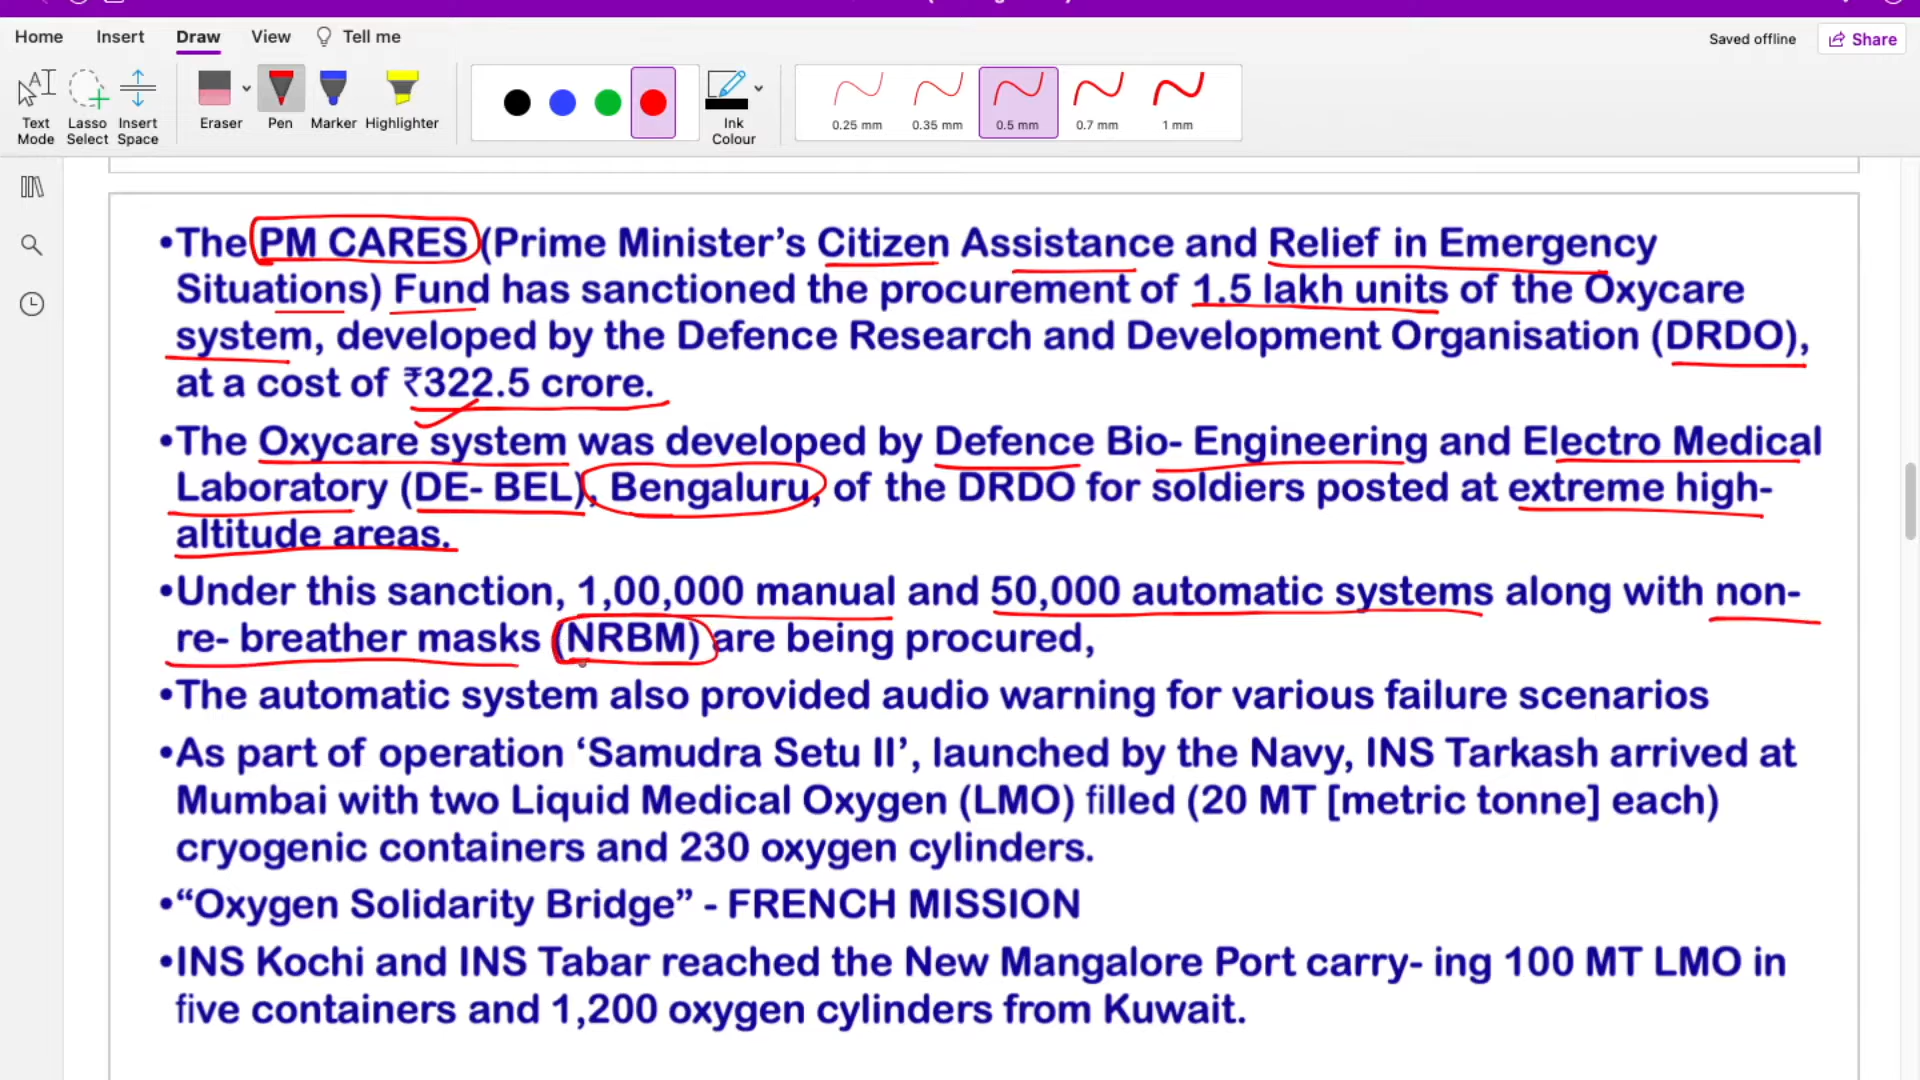 Home Insert Draw View Tell me
Saved offline Share
Text Mode
Lasso Select
Insert Space
Eraser
Pen
Marker
Highlighter
Ink Colour
0.25 mm 0.35 mm 0.5 mm 0.7 mm 1 mm
•The PM CARES (Prime Minister’s Citizen Assistance and Relief in Emergency
Situations) Fund has sanctioned the procurement of 1.5 lakh units of the Oxycare
system, developed by the Defence Research and Development Organisation (DRDO),
at a cost of ₹322.5 crore.
•The Oxycare system was developed by Defence Bio- Engineering and Electro Medical
Laboratory (DE- BEL), Bengaluru, of the DRDO for soldiers posted at extreme high-
altitude areas.
•Under this sanction, 1,00,000 manual and 50,000 automatic systems along with non-
re- breather masks (NRBM) are being procured,
•The automatic system also provided audio warning for various failure scenarios
•As part of operation ‘Samudra Setu II’, launched by the Navy, INS Tarkash arrived at
Mumbai with two Liquid Medical Oxygen (LMO) filled (20 MT [metric tonne] each)
cryogenic containers and 230 oxygen cylinders.
•“Oxygen Solidarity Bridge” - FRENCH MISSION
•INS Kochi and INS Tabar reached the New Mangalore Port carry- ing 100 MT LMO in
five containers and 1,200 oxygen cylinders from Kuwait.